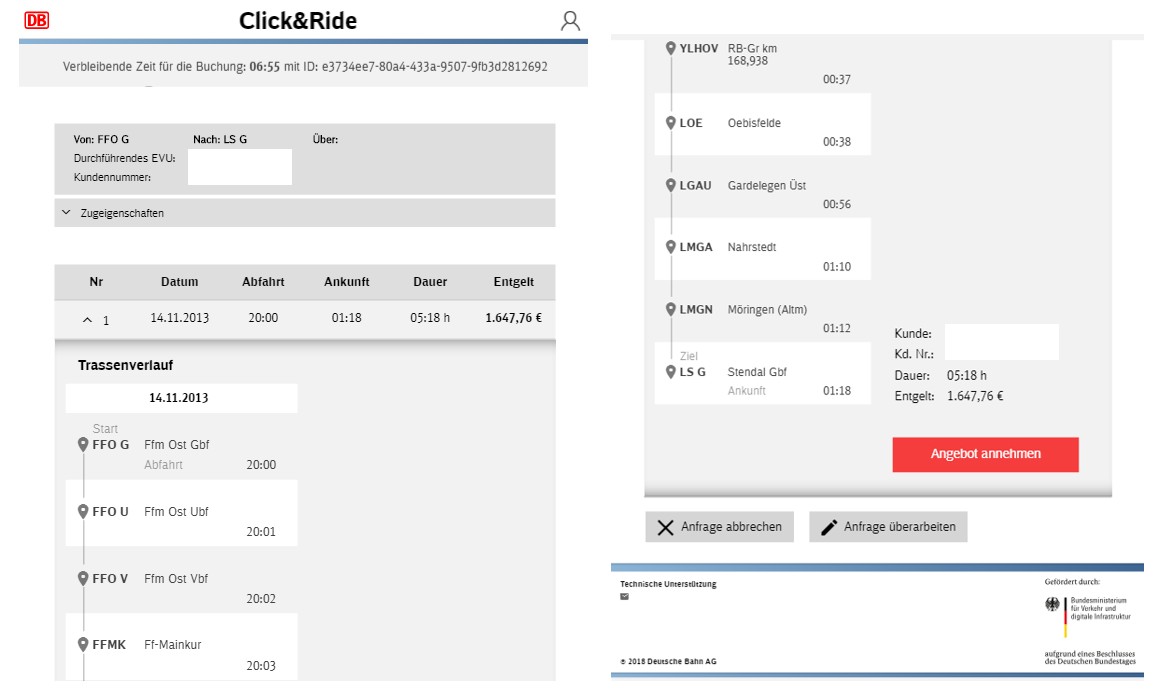 DB
Click&Ride
Verbleibende Zeit für die Buchung: 06:55 mit ID: e3734ee7-80a4-433a-9507-9fb3d2812692
Von: FFO G Nach: LS G Über:
Durchführendes EVU:
Kundennummer:
Zugeigenschaften
Nr Datum Abfahrt Ankunft Dauer Entgelt
1 14.11.2013 20:00 01:18 05:18 h 1.647,76 €
Trassenverlauf
14.11.2013
Start
FFO G Ffm Ost Gbf
Abfahrt 20:00
FFO U Ffm Ost Ubf
20:01
FFO V Ffm Ost Vbf
20:02
FFMK Ff-Mainkur
20:03
YLHOV RB-Gr km
168,938
00:37
LOE Oebisfelde
00:38
LGAU Gardelegen Üst
00:56
LMGA Nahrstedt
01:10
LMGN Möringen (Altm)
01:12
Ziel
LS G Stendal Gbf
Ankunft 01:18
Kunde:
Kd. Nr.:
Dauer: 05:18 h
Entgelt: 1.647,76 €
Angebot annehmen
Anfrage abbrechen Anfrage überarbeiten
Technische Unterstützung
© 2018 Deutsche Bahn AG
Gefördert durch:
Bundesministerium
für Verkehr und
digitale Infrastruktur
aufgrund eines Beschlusses
des Deutschen Bundestages